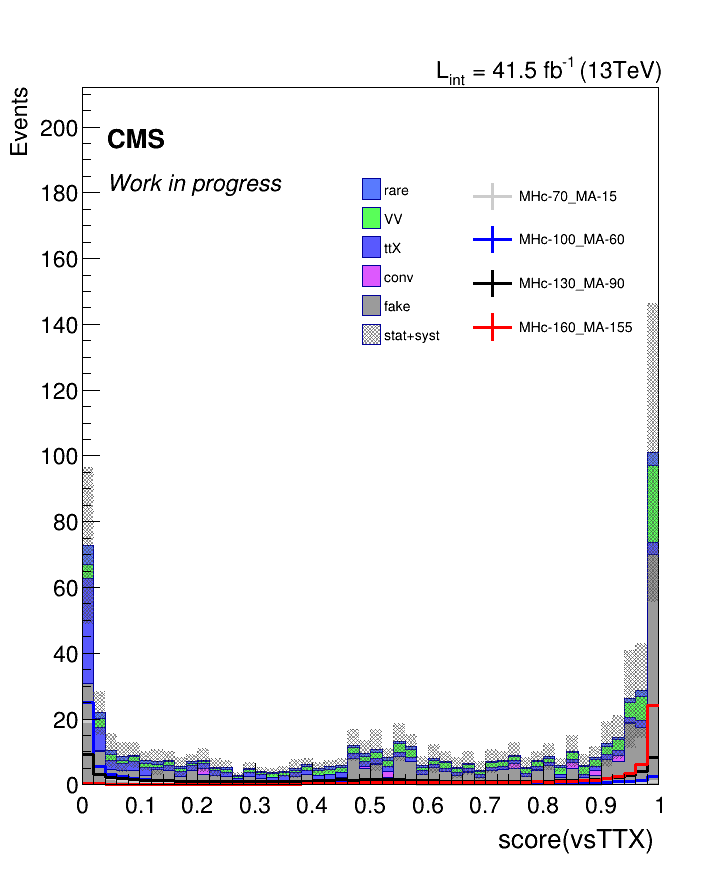 L_int = 41.5 fb^-1 (13TeV)
Events
CMS
Work in progress
rare
VV
ttX
conv
fake
stat+syst
MHc-70_MA-15
MHc-100_MA-60
MHc-130_MA-90
MHc-160_MA-155
200
180
160
140
120
100
80
60
40
20
0
0 0.1 0.2 0.3 0.4 0.5 0.6 0.7 0.8 0.9 1
score(vsTTX)